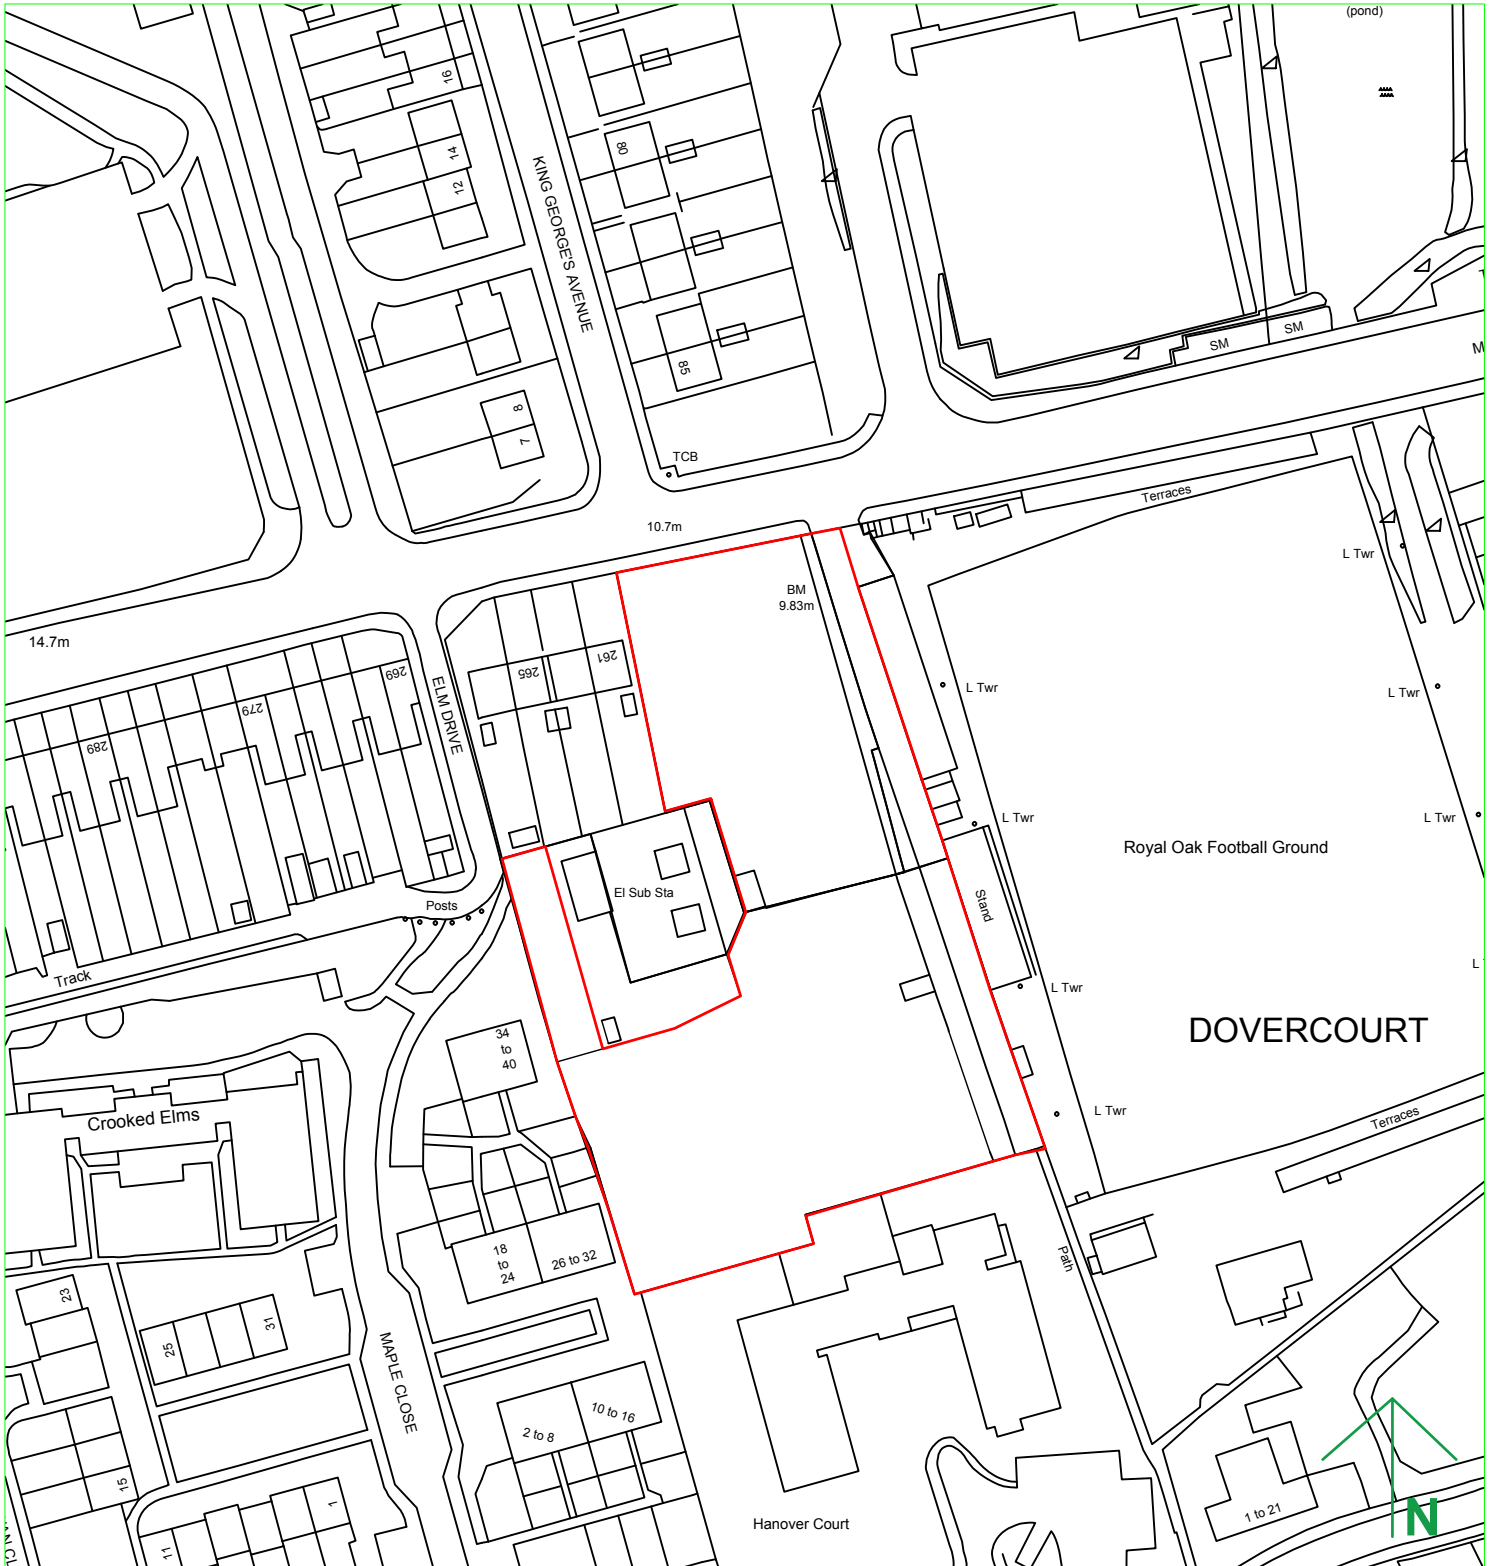 (pond)
16
14
12
80
KING GEORGE'S AVENUE
85
8
7
SM
SM
M
TCB
10.7m
Terraces
L Twr
BM
9.83m
14.7m
269
279
289
ELM DRIVE
265
261
L Twr
L Twr
L Twr
L Twr
Royal Oak Football Ground
El Sub Sta
Stand
Posts
Track
L
L Twr
DOVERCOURT
34
to
40
Crooked Elms
L Twr
Terraces
18
to
24
26 to 32
Path
23
25
31
MAPLE CLOSE
2 to 8
10 to 16
15
1
11
Hanover Court
1 to 21
N